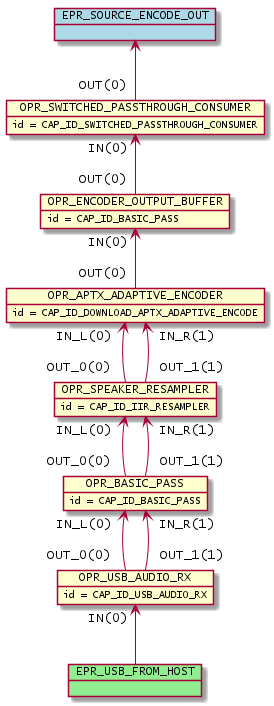 EPR_SOURCE_ENCODE_OUT
OUT(0)
OPR_SWITCHED_PASSTHROUGH_CONSUMER
id = CAP_ID_SWITCHED_PASSTHROUGH_CONSUMER
IN(0)
OUT(0)
OPR_ENCODER_OUTPUT_BUFFER
id = CAP_ID_BASIC_PASS
IN(0)
OUT(0)
OPR_APTX_ADAPTIVE_ENCODER
id = CAP_ID_DOWNLOAD_APTX_ADAPTIVE_ENCODE
IN_L(0) IN_R(1)
OUT_0(0) OUT_1(1)
OPR_SPEAKER_RESAMPLER
id = CAP_ID_IIR_RESAMPLER
IN_L(0) IN_R(1)
OUT_0(0) OUT_1(1)
OPR_BASIC_PASS
id = CAP_ID_BASIC_PASS
IN_L(0) IN_R(1)
OUT_0(0) OUT_1(1)
OPR_USB_AUDIO_RX
id = CAP_ID_USB_AUDIO_RX
IN(0)
EPR_USB_FROM_HOST